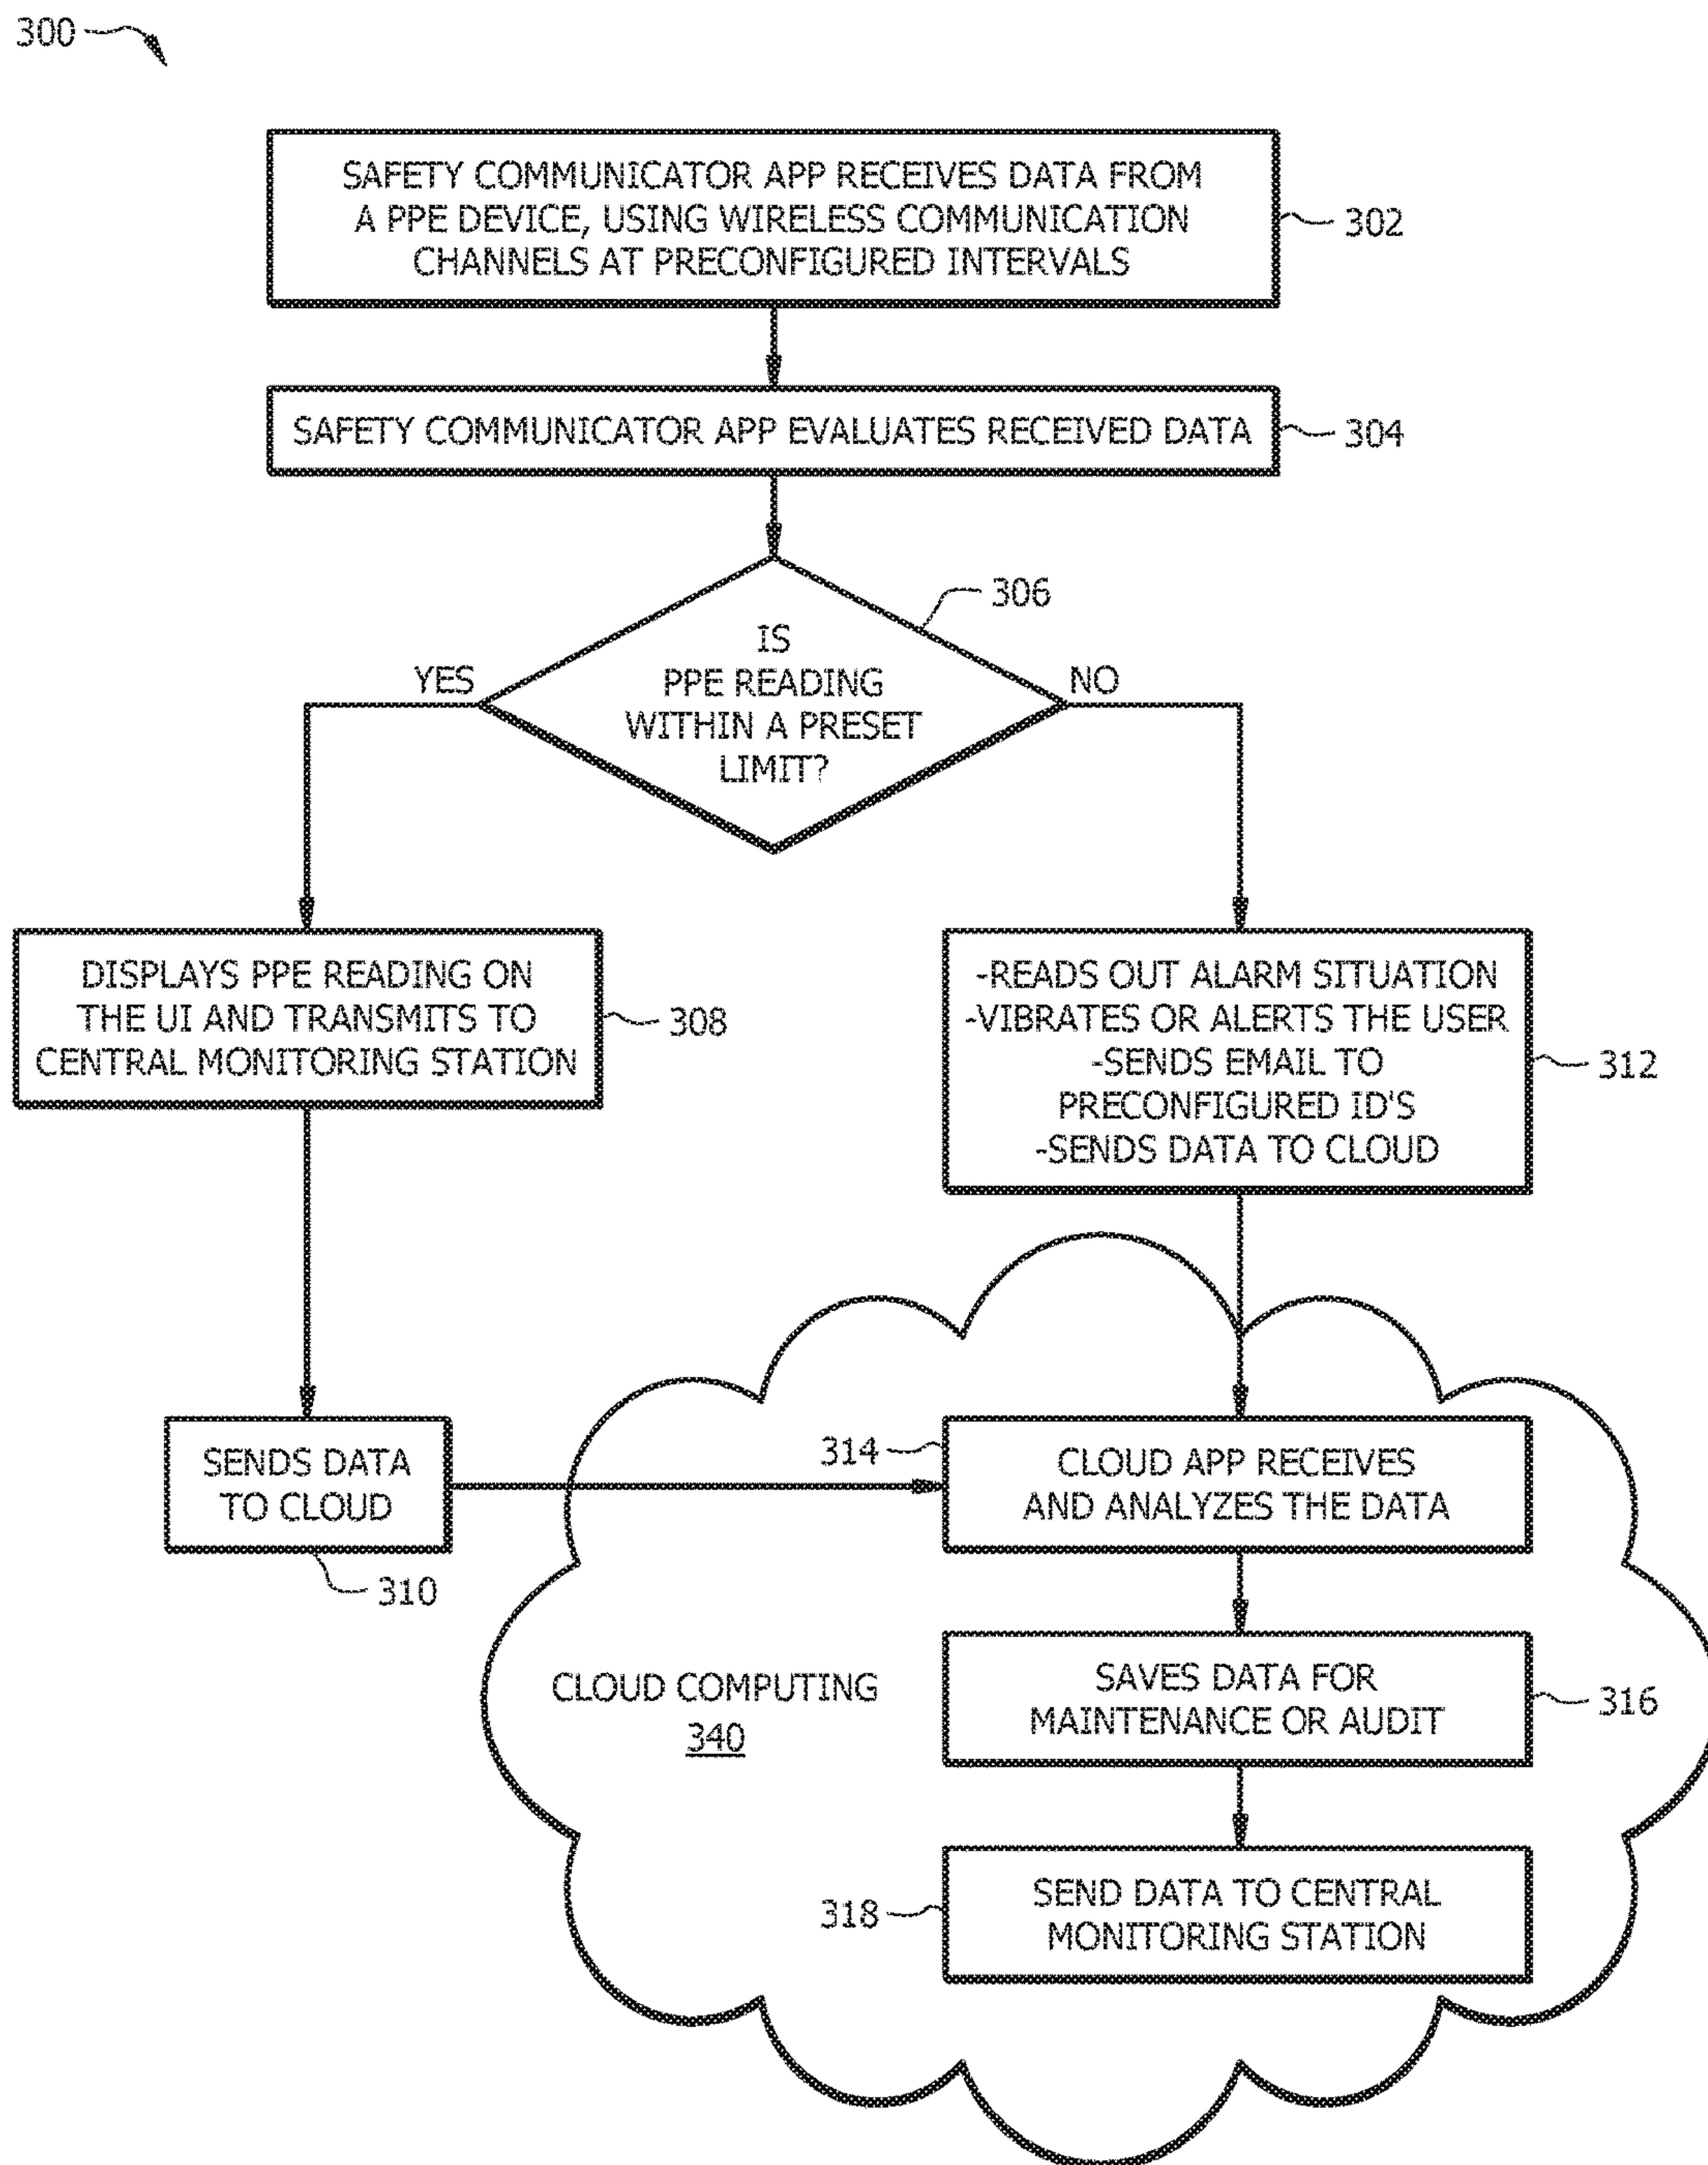 300
SAFETY COMMUNICATOR APP RECEIVES DATA FROM
A PPE DEVICE, USING WIRELESS COMMUNICATION
CHANNELS AT PRECONFIGURED INTERVALS
302
SAFETY COMMUNICATOR APP EVALUATES RECEIVED DATA
304
306
IS
PPE READING
WITHIN A PRESET
LIMIT?
YES
NO
DISPLAYS PPE READING ON
THE UI AND TRANSMITS TO
CENTRAL MONITORING STATION
308
-READS OUT ALARM SITUATION
-VIBRATES OR ALERTS THE USER
-SENDS EMAIL TO
PRECONFIGURED ID'S
-SENDS DATA TO CLOUD
312
SENDS DATA
TO CLOUD
310
314
CLOUD APP RECEIVES
AND ANALYZES THE DATA
CLOUD COMPUTING
340
SAVES DATA FOR
MAINTENANCE OR AUDIT
316
318
SEND DATA TO CENTRAL
MONITORING STATION